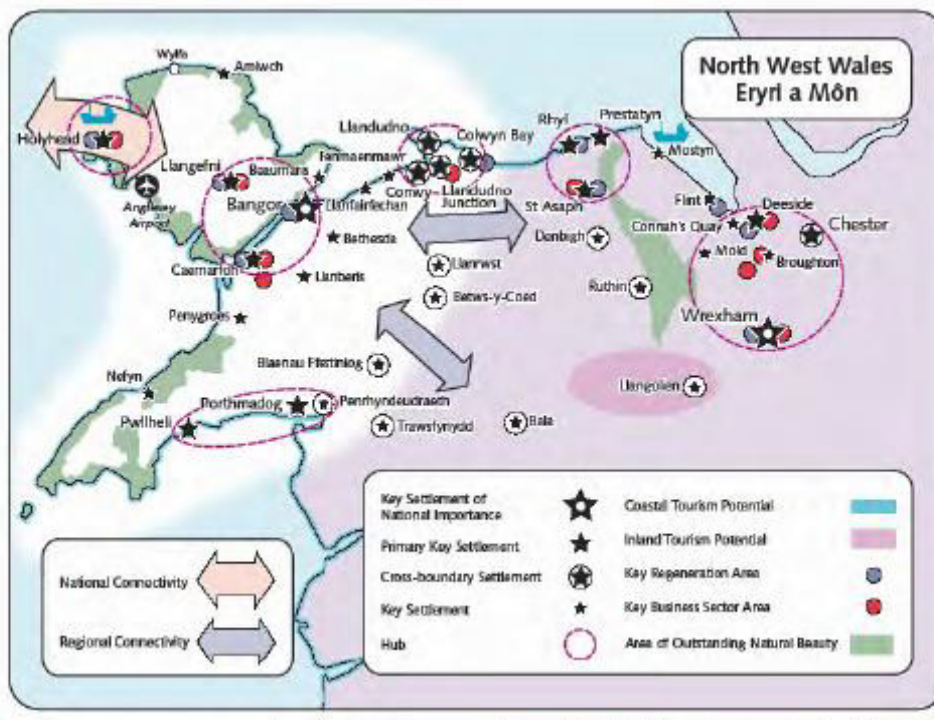 North West Wales
Eryri a Môn
Wylfa
Amlwch
Holyhead
Llangefni
Beaumaris
Anglesey
Airport
Bangor
Caernarfon
Penmaenmawr
Llanfairfechan
Bethesda
Llanberis
Penygroes
Nefyn
Pwllheli
Porthmadog
Penrhyndeudraeth
Blaenau Ffestiniog
Trawsfynydd
Bala
Llandudno
Colwyn Bay
Conwy
Llandudno
Junction
Llanrwst
Betws-y-Coed
Rhyl
Prestatyn
St Asaph
Denbigh
Ruthin
Mostyn
Flint
Connah's Quay
Mold
Deeside
Chester
Broughton
Wrexham
Llangollen
National Connectivity
Regional Connectivity
Key Settlement of
National Importance
Primary Key Settlement
Cross-boundary Settlement
Key Settlement
Hub
Coastal Tourism Potential
Inland Tourism Potential
Key Regeneration Area
Key Business Sector Area
Area of Outstanding Natural Beauty